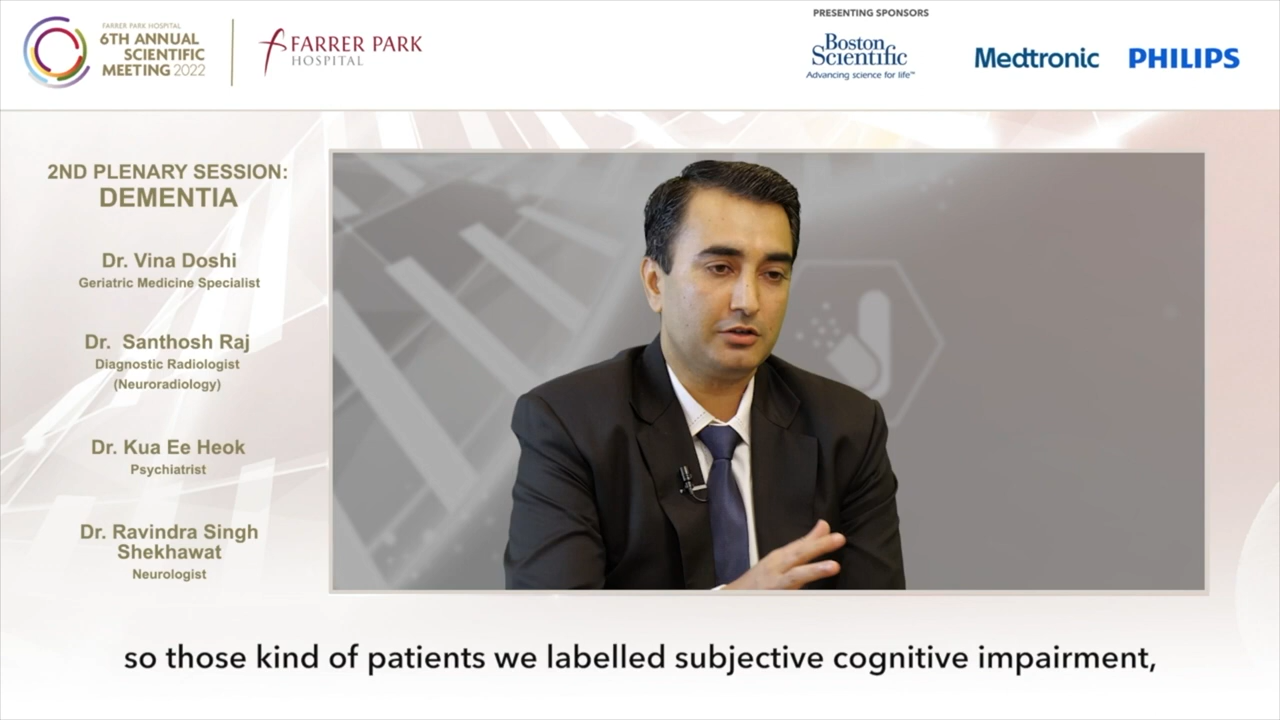 FARRER PARK HOSPITAL
6TH ANNUAL
SCIENTIFIC
MEETING 2022
FARRER PARK
HOSPITAL
PRESENTING SPONSORS
Boston
Scientific
Advancing science for life™
Medtronic
PHILIPS
2ND PLENARY SESSION:
DEMENTIA
Dr. Vina Doshi
Geriatric Medicine Specialist
Dr. Santhosh Raj
Diagnostic Radiologist
(Neuroradiology)
Dr. Kua Ee Heok
Psychiatrist
Dr. Ravindra Singh
Shekhawat
Neurologist
so those kind of patients we labelled subjective cognitive impairment,